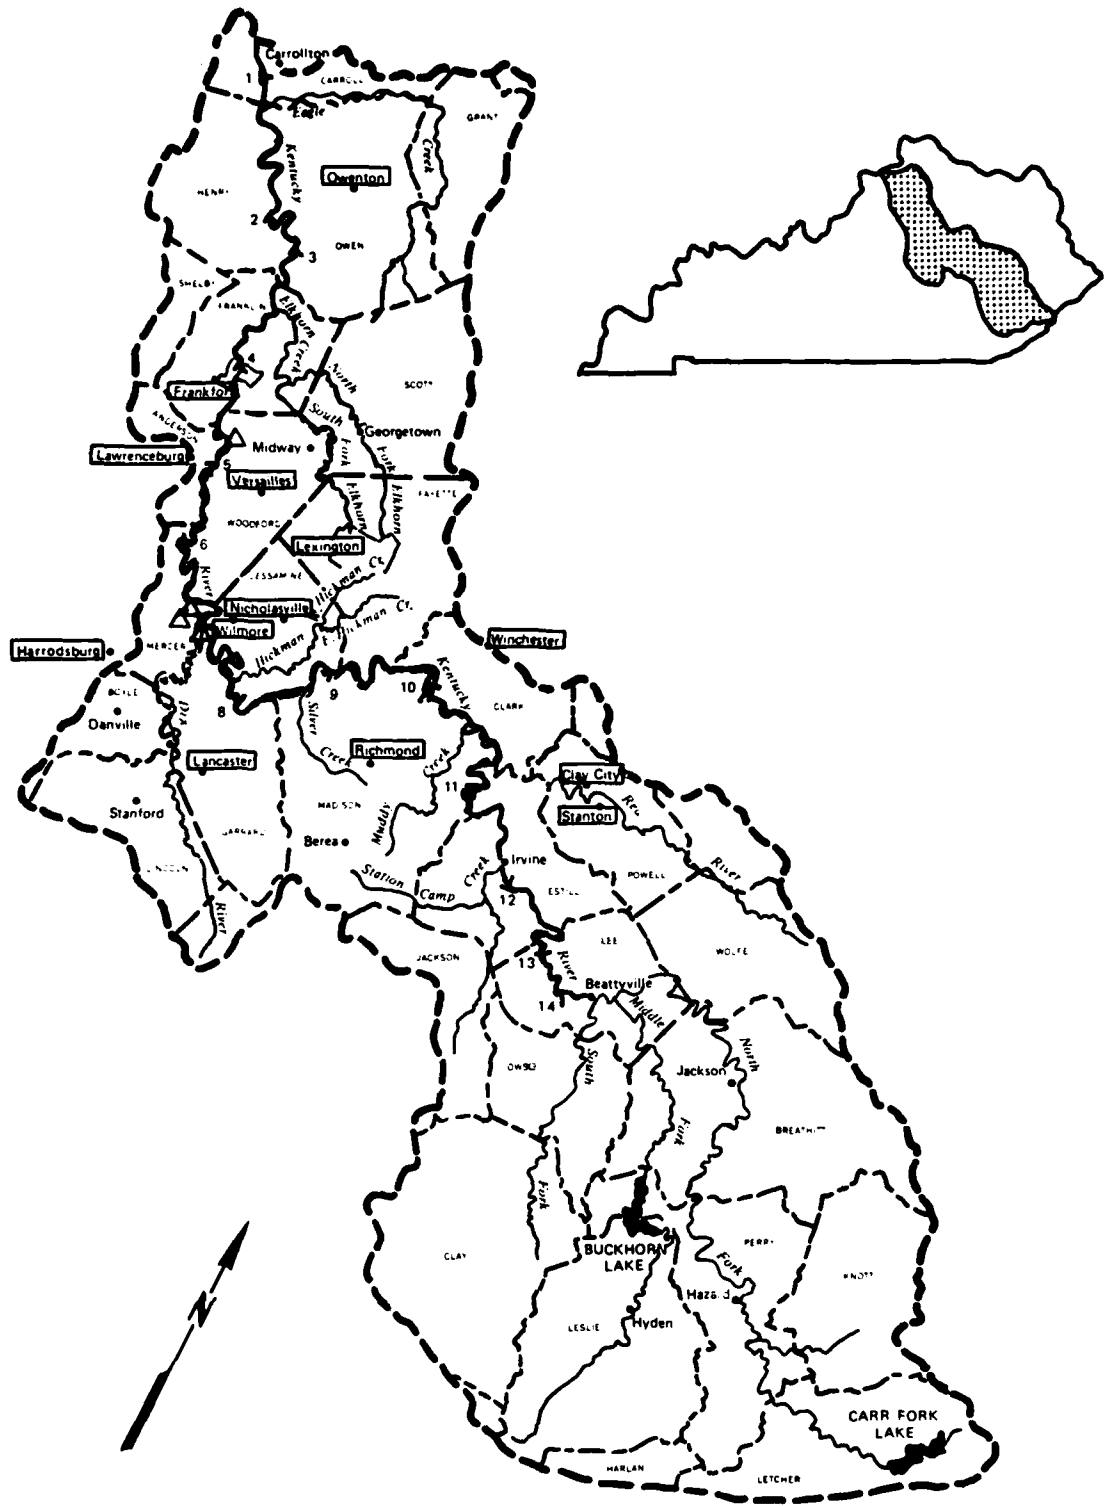 Carrollton
1
CARROLL
Eagle
GRANT
Kentucky
Creek
Owenton
HENRY
2
OWEN
3
SHELBY
FRANKLIN
Elkhorn
Creek
4
North
SCOTT
Frankfort
South
ANDERSON
Georgetown
Midway
Fork
Fork
Lawrenceburg
5
Versailles
Elkhorn
Elkhorn
FAYETTE
WOODFORD
6
Lexington
River
JESSAMINE
Hickman Cr.
Nicholasville
E. Hickman Cr.
Wilmore
Winchester
Harrodsburg
MERCER
Hickman
Kentucky
9
10
BOYLE
Dix
8
CLARK
Danville
Silver
Creek
Richmond
Creek
Lancaster
Clay City
11
Stanton
Red
MADISON
Stanford
Muddy
GARRARD
Berea
Irvine
River
LINCOLN
Station
Camp
Creek
POWELL
12
ESTILL
River
LEE
WOLFE
JACKSON
13
River
Beattyville
14
Middle
South
North
OWSLEY
Jackson
Fork
BREATHITT
Fork
BUCKHORN
LAKE
PERRY
CLAY
Fork
KNOTT
Hazard
N
LESLIE
Hyden
CARR FORK
LAKE
HARLAN
LETCHER